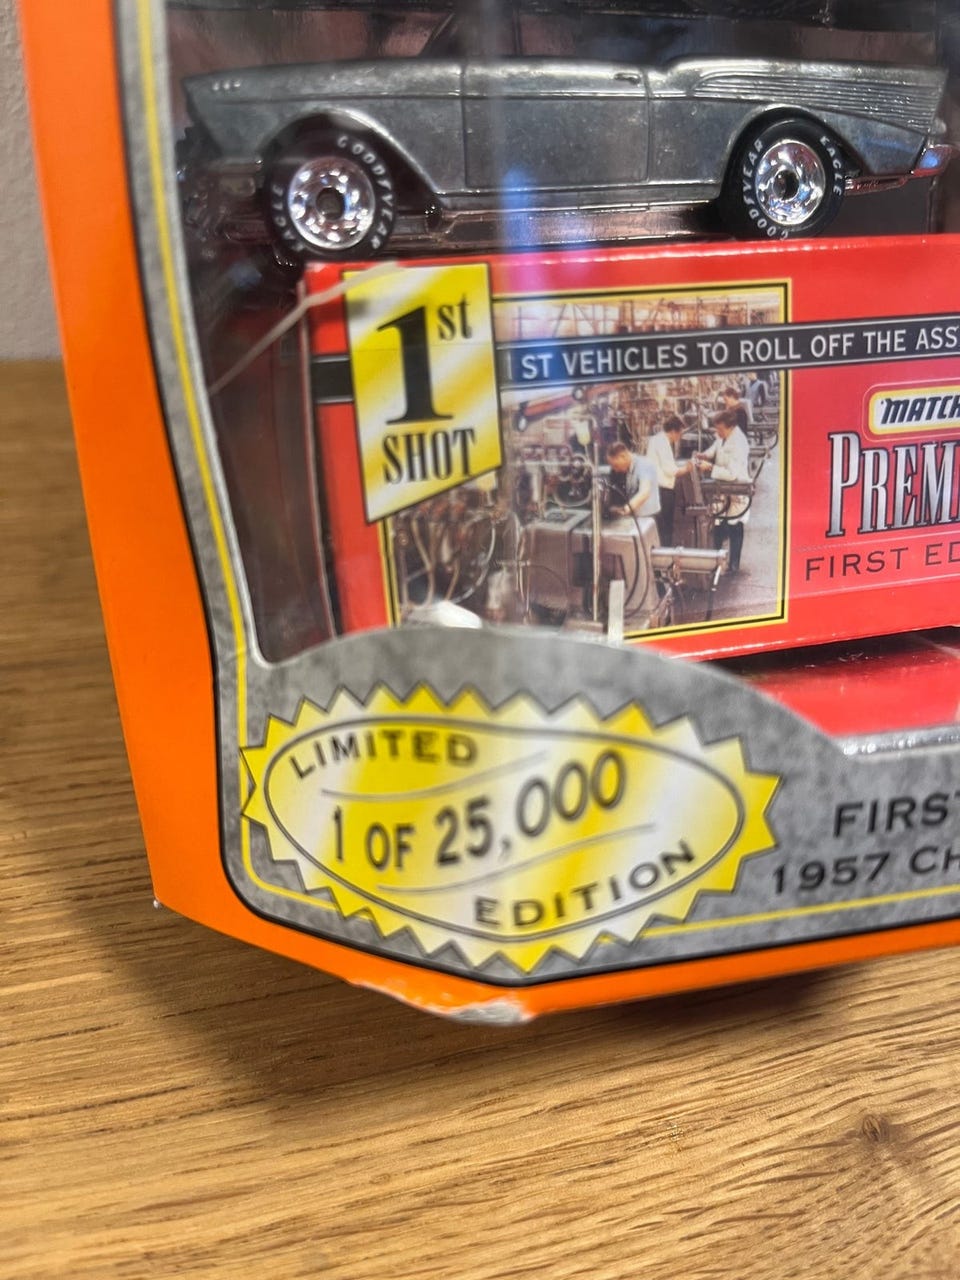 GOODYEAR EAGLE
GOODYEAR EAGLE
1st
SHOT
1ST VEHICLES TO ROLL OFF THE ASS
MATCH
PREM
FIRST ED
LIMITED
1 OF 25,000
EDITION
FIRS
1957 CH